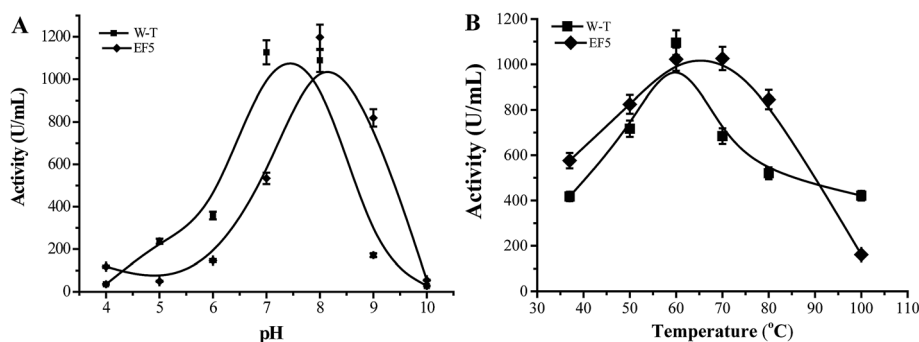 A
W-T
EF5
Activity (U/mL)
1200
1000
800
600
400
200
0
4 5 6 7 8 9 10
pH
B
W-T
EF5
Activity (U/mL)
1200
1000
800
600
400
200
0
30 40 50 60 70 80 90 100 110
Temperature (°C)